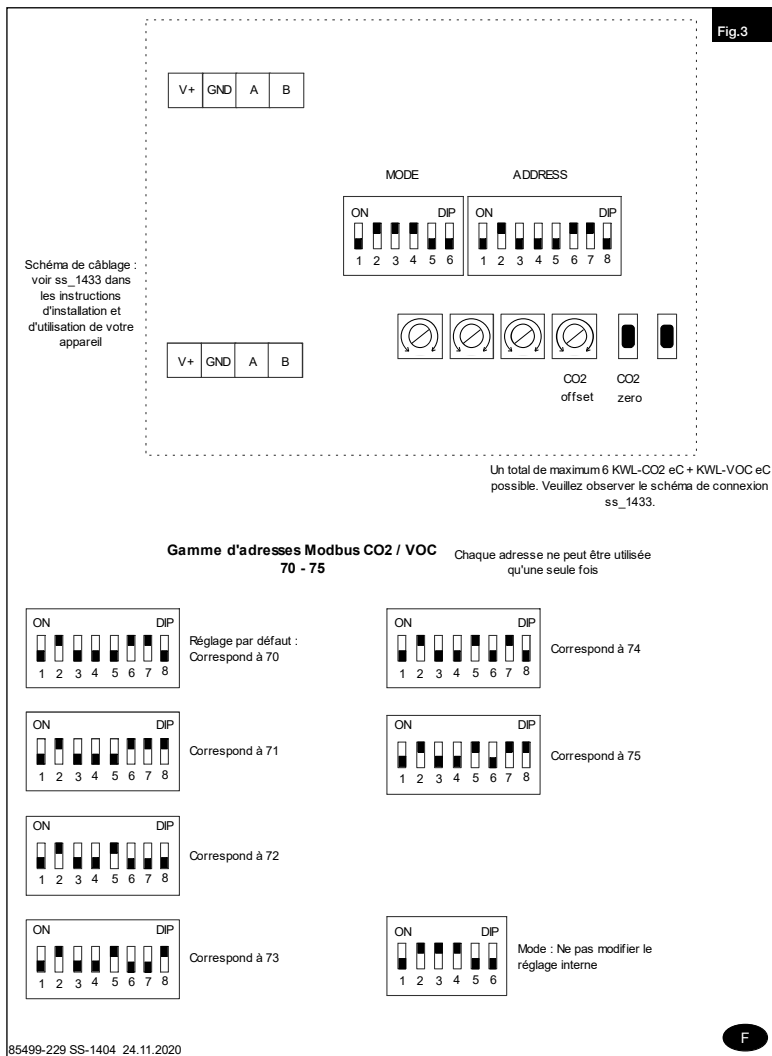 Fig.3
V+ GND A B
MODE ADDRESS
ON DIP ON DIP
1 2 3 4 5 6 1 2 3 4 5 6 7 8
Schéma de câblage :
voir ss_1433 dans
les instructions
d'installation et
d'utilisation de votre
appareil
V+ GND A B
CO2 CO2
offset zero
Un total de maximum 6 KWL-CO2 eC + KWL-VOC eC
possible. Veuillez observer le schéma de connexion
ss_1433.
Gamme d'adresses Modbus CO2 / VOC
70 - 75
Chaque adresse ne peut être utilisée
qu'une seule fois
ON DIP
1 2 3 4 5 6 7 8
Réglage par défaut :
Correspond à 70
ON DIP
1 2 3 4 5 6 7 8
Correspond à 74
ON DIP
1 2 3 4 5 6 7 8
Correspond à 71
ON DIP
1 2 3 4 5 6 7 8
Correspond à 75
ON DIP
1 2 3 4 5 6 7 8
Correspond à 72
ON DIP
1 2 3 4 5 6 7 8
Correspond à 73
ON DIP
1 2 3 4 5 6
Mode : Ne pas modifier le
réglage interne
85499-229 SS-1404 24.11.2020
F